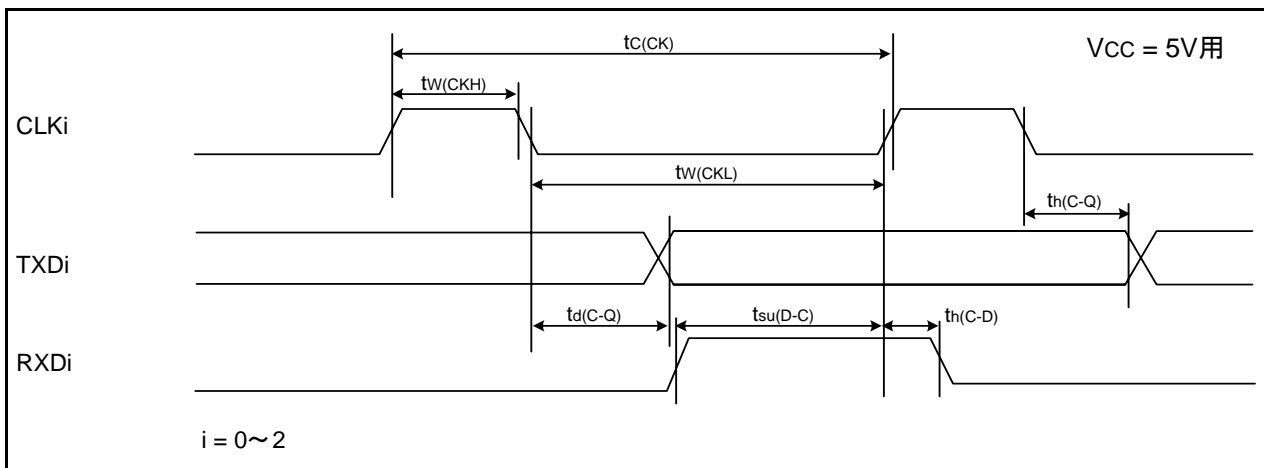 tC(CK)
VCC = 5V用
tW(CKH)
CLKi
tW(CKL)
th(C-Q)
TXDi
td(C-Q)
tsu(D-C)
th(C-D)
RXDi
i = 0～2